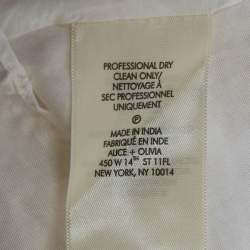 PROFESSIONAL DRY
CLEAN ONLY/
NETTOYAGE À
SEC PROFESSIONEL
UNIQUEMENT
Ⓟ
MADE IN INDIA
FABRIQUÉ EN INDE
ALICE + OLIVIA
450 W 14TH ST 11FL
NEW YORK, NY 10014